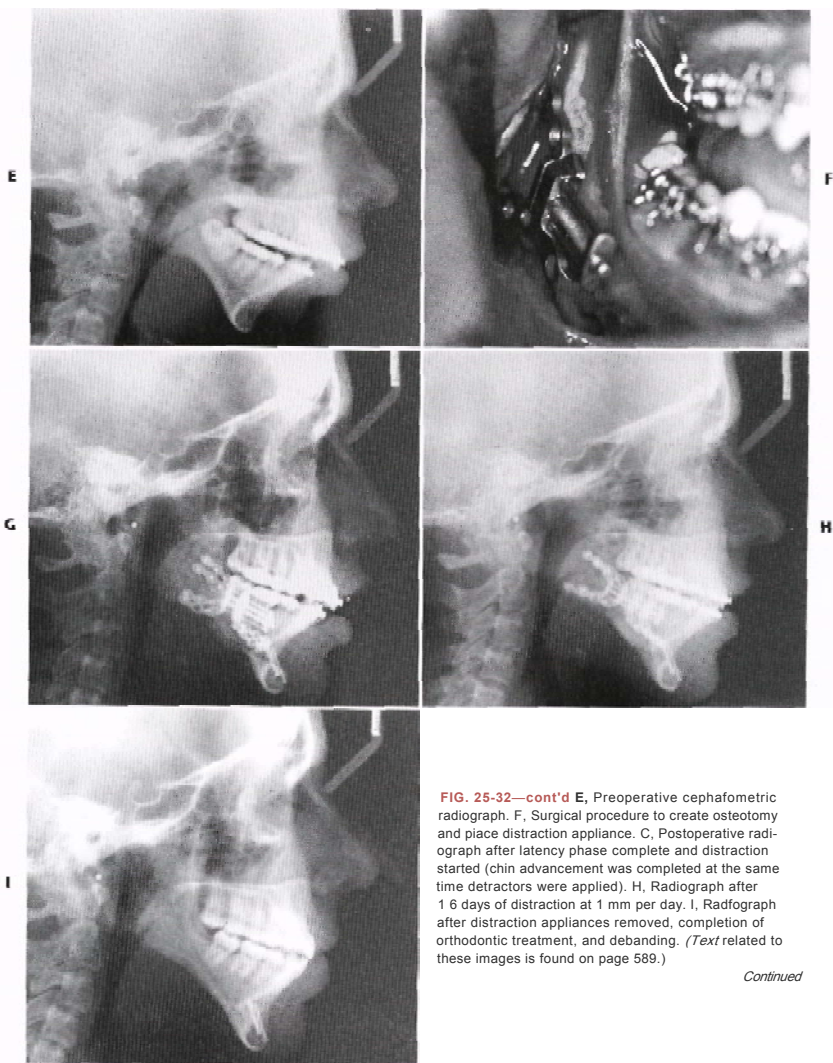 E
F
G
H
I
FIG. 25-32—cont'd E, Preoperative cephafometric
radiograph. F, Surgical procedure to create osteotomy
and piace distraction appliance. C, Postoperative radi-
ograph after latency phase complete and distraction
started (chin advancement was completed at the same
time detractors were applied). H, Radiograph after
1 6 days of distraction at 1 mm per day. I, Radfograph
after distraction appliances removed, completion of
orthodontic treatment, and debanding. (Text related to
these images is found on page 589.)
Continued